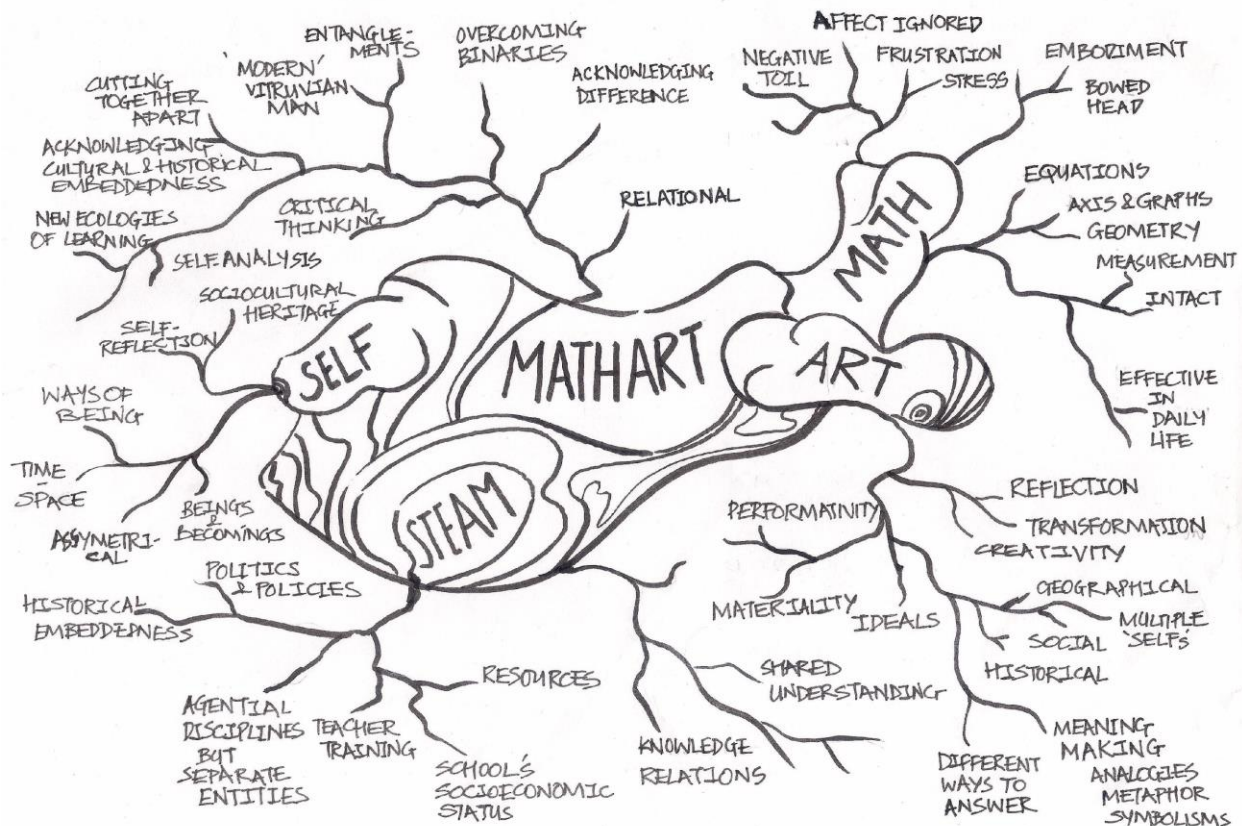 AFFECT IGNORED
ENTANGLE-
MENTS
OVERCOMING
BINARIES
NEGATIVE
TOIL
FRUSTRATION
STRESS
EMBODIMENT
BOWED
HEAD
'MODERN'
VITRUVIAN
MAN
ACKNOWLEDGING
DIFFERENCE
CUTTING
TOGETHER
APART
ACKNOWLEDGING
CULTURAL & HISTORICAL
EMBEDDEDNESS
NEW ECOLOGIES
OF LEARNING
CRITICAL
THINKING
RELATIONAL
SELF ANALYSIS
EQUATIONS
AXIS & GRAPHS
GEOMETRY
MEASUREMENT
INTACT
EFFECTIVE
IN
DAILY
LIFE
MATH
SOCIOCULTURAL
HERITAGE
SELF-
REFLECTION
SELF
MATHART
ART
WAYS OF
BEING
TIME
-
SPACE
ASSYMETRI-
CAL
BEINGS
&
BECOMINGS
STEAM
PERFORMATIVITY
MATERIALITY
IDEALS
REFLECTION
TRANSFORMATION
CREATIVITY
GEOGRAPHICAL
MULTIPLE
'SELFS'
SOCIAL
HISTORICAL
POLITICS
& POLICIES
HISTORICAL
EMBEDDEDNESS
AGENTIAL
DISCIPLINES
BUT
SEPARATE
ENTITIES
TEACHER
TRAINING
RESOURCES
SCHOOL'S
SOCIOECONOMIC
STATUS
KNOWLEDGE
RELATIONS
SHARED
UNDERSTANDING
DIFFERENT
WAYS TO
ANSWER
MEANING
MAKING
ANALOGIES
METAPHOR
SYMBOLISMS